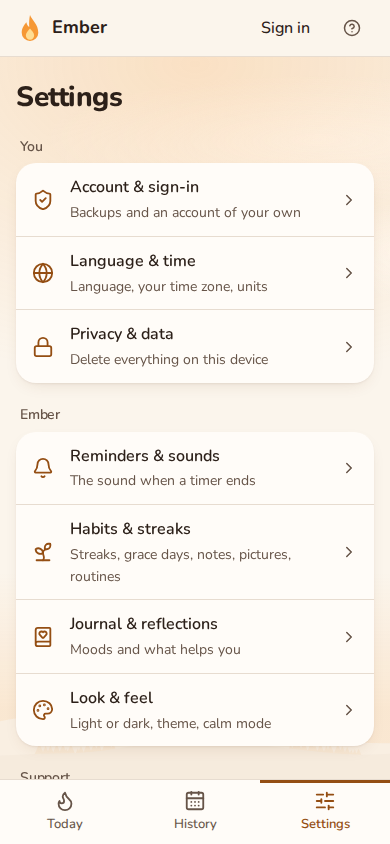 Ember
Sign in
Settings
You
Account & sign-in
Backups and an account of your own
Language & time
Language, your time zone, units
Privacy & data
Delete everything on this device
Ember
Reminders & sounds
The sound when a timer ends
Habits & streaks
Streaks, grace days, notes, pictures,
routines
Journal & reflections
Moods and what helps you
Look & feel
Light or dark, theme, calm mode
Support
Today
History
Settings